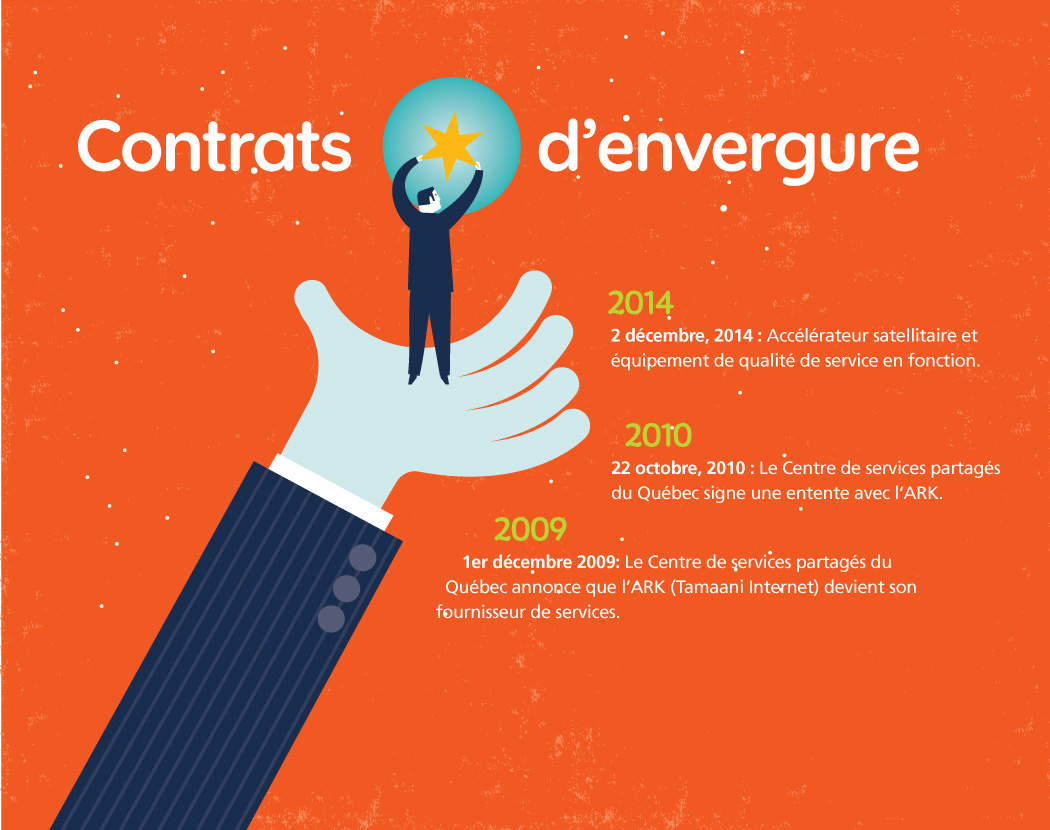 Contrats d'envergure
2014
2 décembre, 2014 : Accélérateur satellitaire et
équipement de qualité de service en fonction.
2010
22 octobre, 2010 : Le Centre de services partagés
du Québec signe une entente avec l'ARK.
2009
1er décembre 2009: Le Centre de services partagés du
Québec annonce que l'ARK (Tamaani Internet) devient son
fournisseur de services.